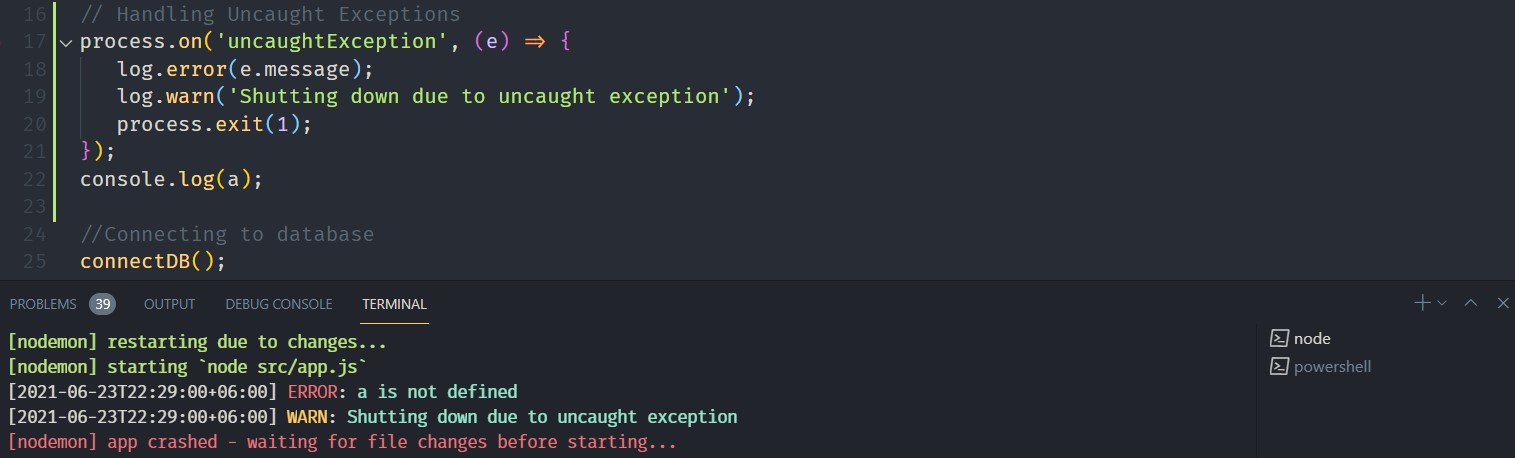 16 // Handling Uncaught Exceptions
17 process.on('uncaughtException', (e) => {
18 log.error(e.message);
19 log.warn('Shutting down due to uncaught exception');
20 process.exit(1);
21 });
22 console.log(a);
23
24 //Connecting to database
25 connectDB();
PROBLEMS 39 OUTPUT DEBUG CONSOLE TERMINAL
[nodemon] restarting due to changes...
[nodemon] starting `node src/app.js`
[2021-06-23T22:29:00+06:00] ERROR: a is not defined
[2021-06-23T22:29:00+06:00] WARN: Shutting down due to uncaught exception
[nodemon] app crashed - waiting for file changes before starting...
node
powershell